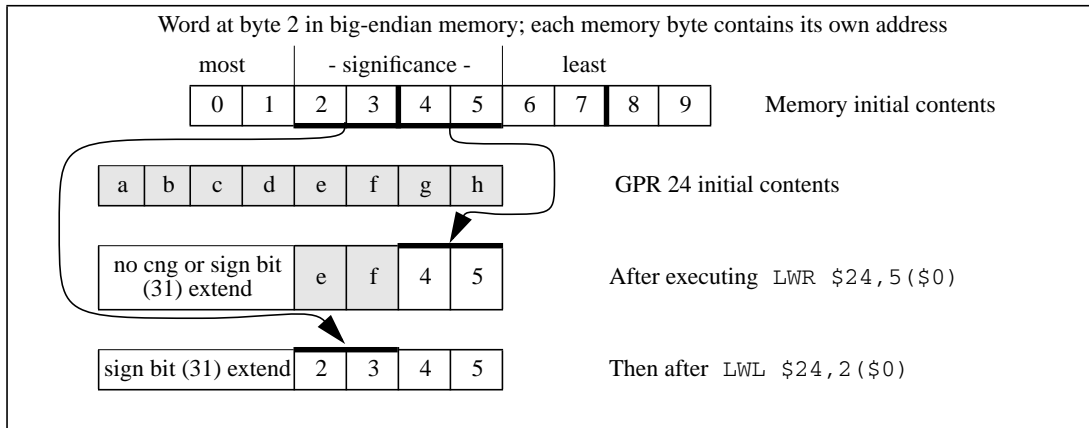 Word at byte 2 in big-endian memory; each memory byte contains its own address
most - significance - least
0 1 2 3 4 5 6 7 8 9 Memory initial contents
a b c d e f g h GPR 24 initial contents
no cng or sign bit
(31) extend e f 4 5 After executing LWR $24,5($0)
sign bit (31) extend 2 3 4 5 Then after LWL $24,2($0)